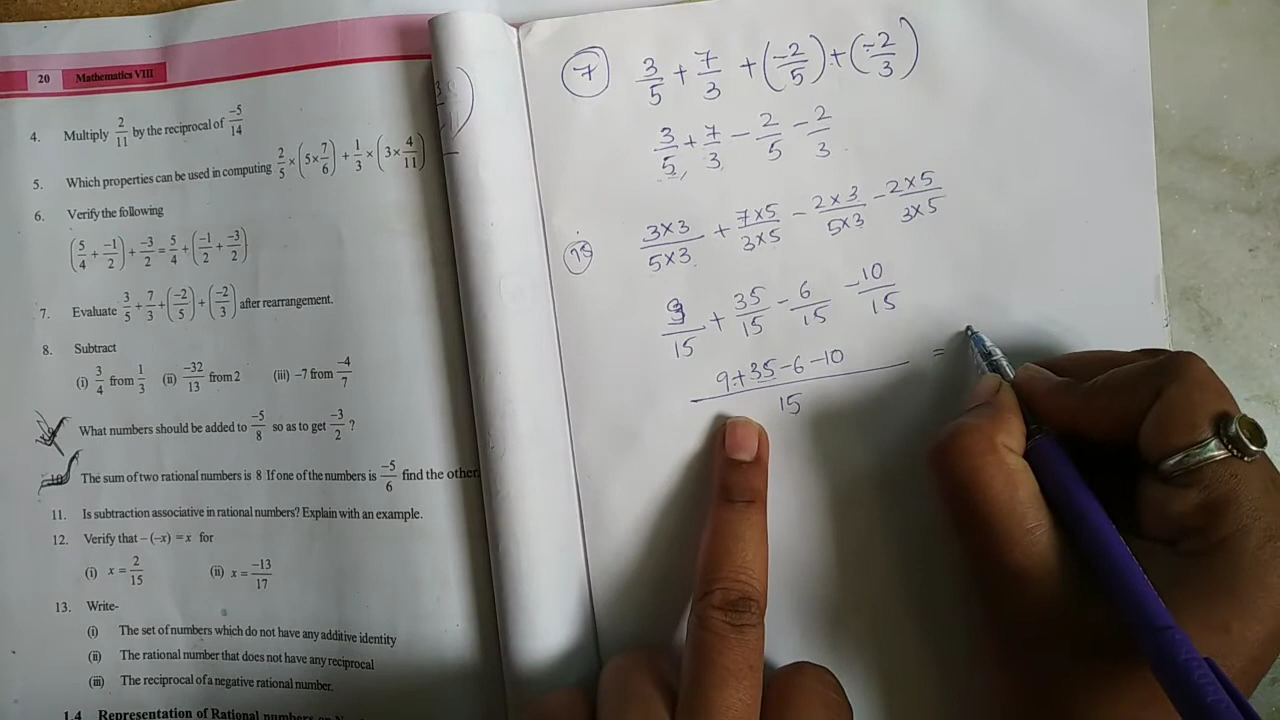 20 Mathematics VIII
4. Multiply 2/11 by the reciprocal of -5/14
5. Which properties can be used in computing 2/5 × (5 × 7/6) + 1/3 × (3 × 4/11)
6. Verify the following
(5/4 + -1/2) + -3/2 = 5/4 + (-1/2 + -3/2)
7. Evaluate 3/5 + 7/3 + (-2/5) + (-2/3) after rearrangement.
8. Subtract
(i) 3/4 from 1/3 (ii) -32/13 from 2 (iii) -7 from -4/7
What numbers should be added to -5/8 so as to get -3/2 ?
10. The sum of two rational numbers is 8 If one of the numbers is -5/6 find the other.
11. Is subtraction associative in rational numbers? Explain with an example.
12. Verify that – (–x) = x for
(i) x = 2/15 (ii) x = -13/17
13. Write-
(i) The set of numbers which do not have any additive identity
(ii) The rational number that does not have any reciprocal
(iii) The reciprocal of a negative rational number.
1.4 Representation of Rational numbers
7 3/5 + 7/3 + (-2/5) + (-2/3)
3/5 + 7/3 - 2/5 - 2/3
15 3×3/5×3 + 7×5/3×5 - 2×3/5×3 - 2×5/3×5
9/15 + 35/15 - 6/15 - 10/15
9+35-6-10/15 =